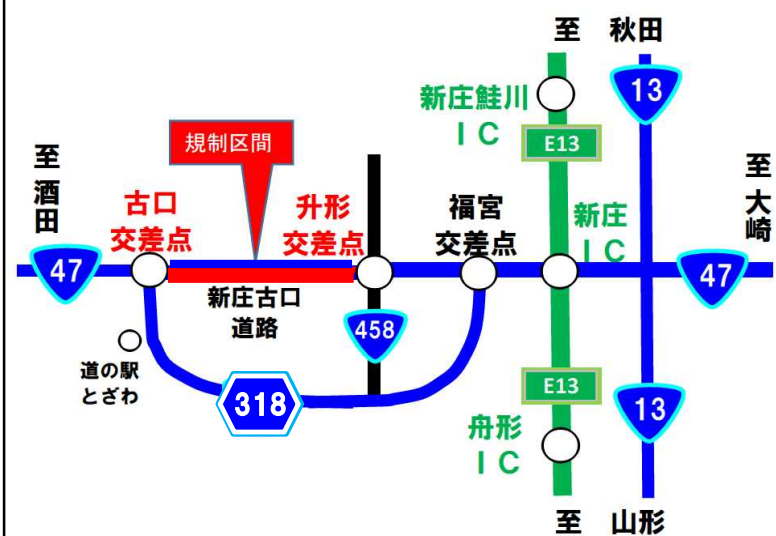 至 秋田
13
新庄鮭川
IC
E13
規制区間
至酒田
至大崎
古口
交差点
升形
交差点
福宮
交差点
新庄
IC
47
47
新庄古口
道路
458
道の駅
とざわ
318
E13
13
舟形
IC
至 山形